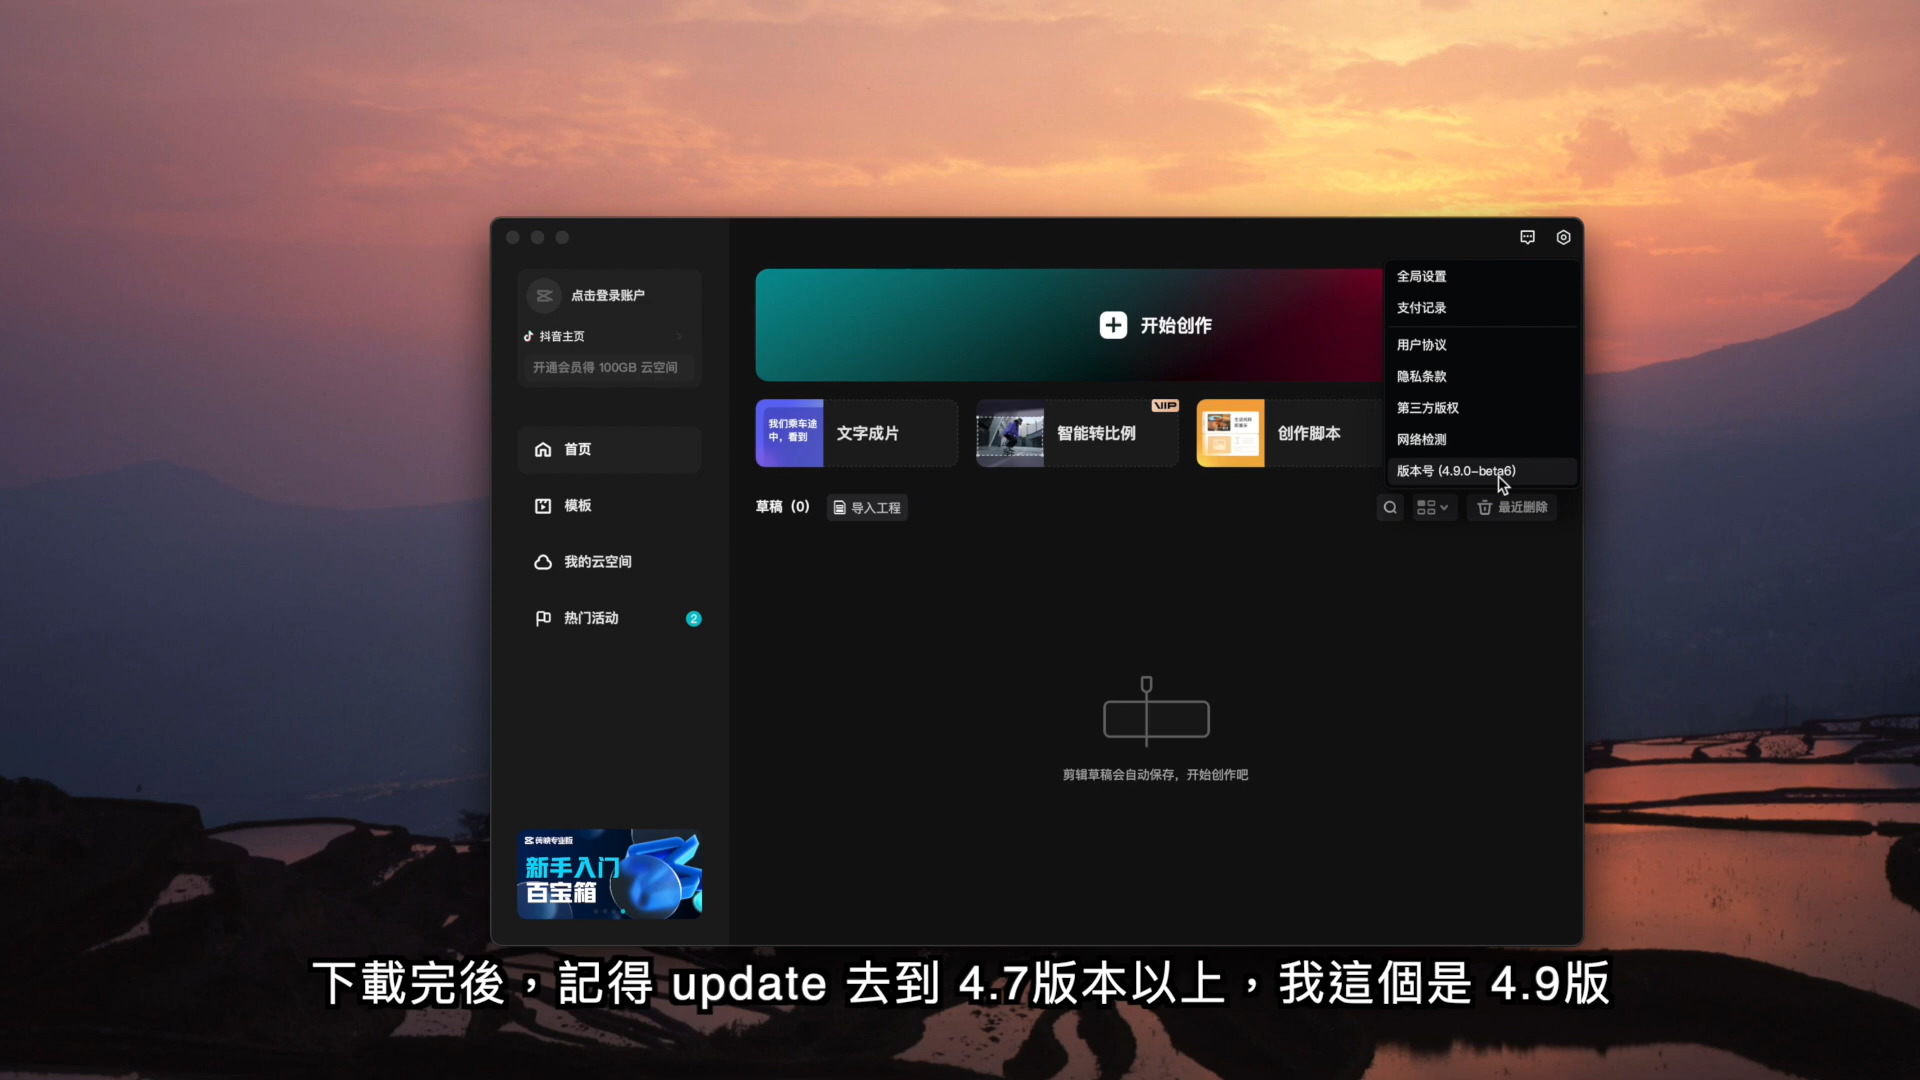 点击登录账户
抖音主页
开通会员得 100GB 云空间
首页
模板
我的云空间
热门活动
2
剪映专业版
新手入门
百宝箱
开始创作
我们乘车途
中，看到
文字成片
VIP
智能转比例
创作脚本
草稿（0）
导入工程
最近删除
全局设置
支付记录
用户协议
隐私条款
第三方版权
网络检测
版本号 (4.9.0-beta6)
剪辑草稿会自动保存，开始创作吧
下載完後，記得 update 去到 4.7版本以上，我這個是 4.9版